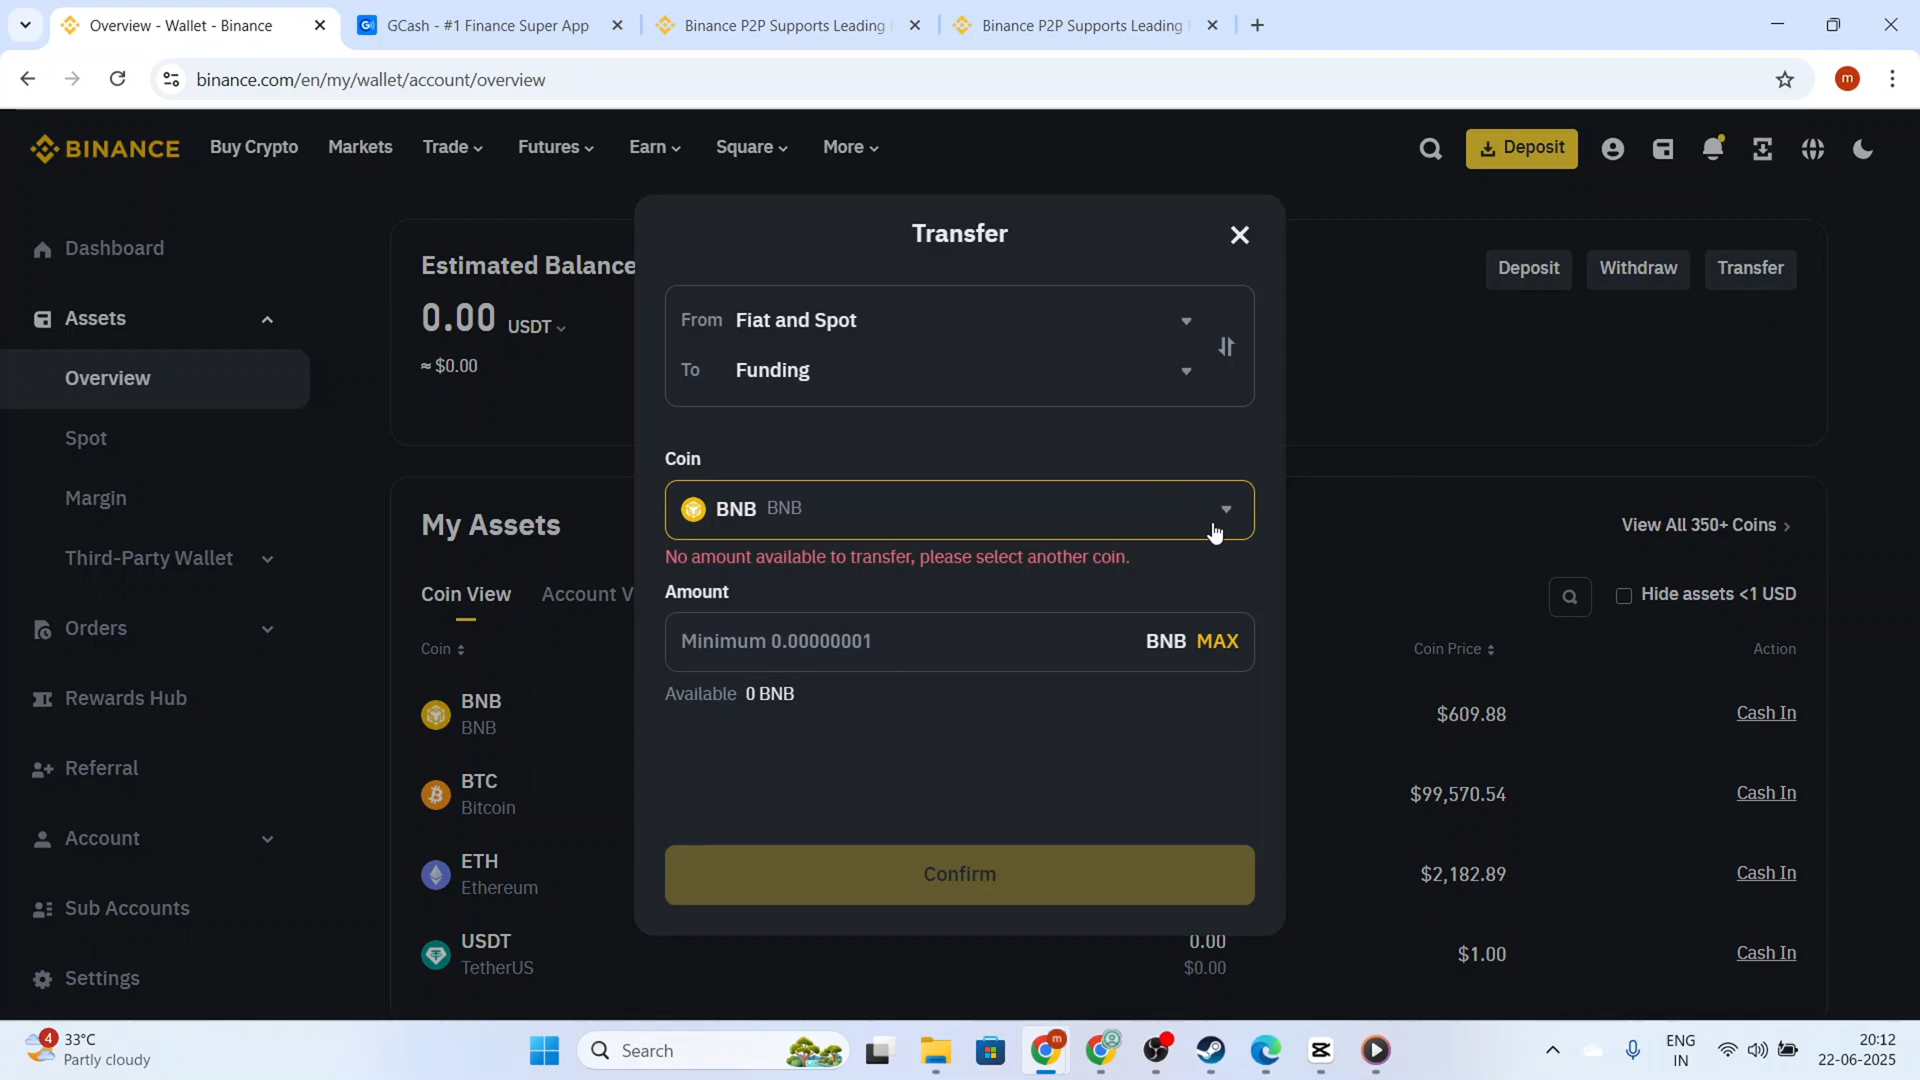 Overview - Wallet - Binance
GCash - #1 Finance Super App
Binance P2P Supports Leading
Binance P2P Supports Leading
binance.com/en/my/wallet/account/overview
m
BINANCE
Buy Crypto
Markets
Trade
Futures
Earn
Square
More
Deposit
Dashboard
Assets
Overview
Spot
Margin
Third-Party Wallet
Orders
Rewards Hub
Referral
Account
Sub Accounts
Settings
Estimated Balance
0.00 USDT
≈ $0.00
Deposit
Withdraw
Transfer
Transfer
From Fiat and Spot
To Funding
Coin
BNB BNB
No amount available to transfer, please select another coin.
Amount
Minimum 0.00000001 BNB MAX
Available 0 BNB
Confirm
My Assets
View All 350+ Coins
Coin View
Account V
Hide assets <1 USD
Coin
Coin Price
Action
BNB
BNB
$609.88
Cash In
BTC
Bitcoin
$99,570.54
Cash In
ETH
Ethereum
$2,182.89
Cash In
USDT
TetherUS
0.00
$0.00
$1.00
Cash In
4
33°C
Partly cloudy
Search
m
ENG
IN
20:12
22-06-2025